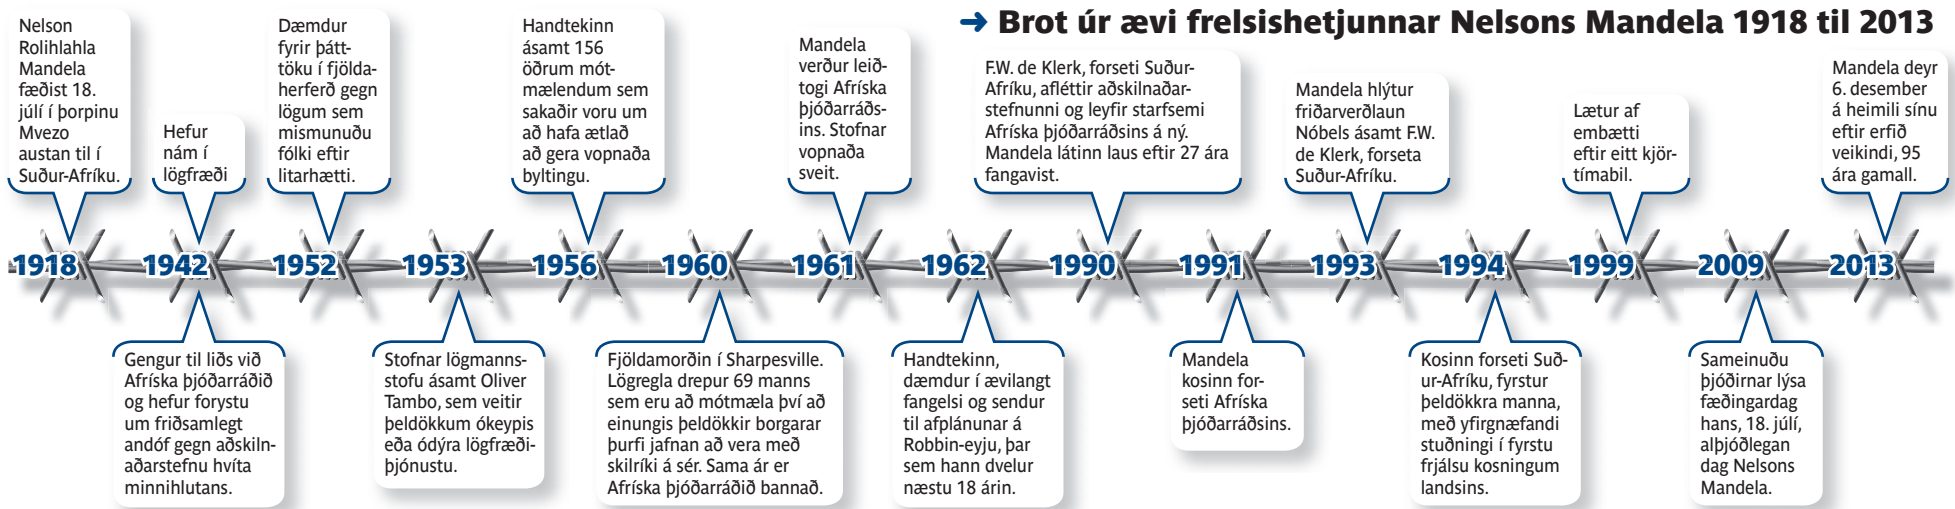 → Brot úr ævi frelsishetjunnar Nelsons Mandela 1918 til 2013
Nelson
Rolihlahla
Mandela
fæðist 18.
júlí í þorpinu
Mvezo
austan til í
Suður-Afríku.
Hefur
nám í
lögfræði
Dæmdur
fyrir þátt-
töku í fjölda-
herferð gegn
lögum sem
mismunuðu
fólki eftir
litarhætti.
Handtekinn
ásamt 156
öðrum mót-
mælendum sem
sakaðir voru um
að hafa ætlað
að gera vopnaða
byltingu.
Mandela
verður leið-
togi Afríska
þjóðarráðs-
ins. Stofnar
vopnaða
sveit.
F.W. de Klerk, forseti Suður-
Afríku, afléttir aðskilnaðar-
stefnunni og leyfir starfsemi
Afríska þjóðarráðsins á ný.
Mandela látinn laus eftir 27 ára
fangavist.
Mandela hlýtur
friðarverðlaun
Nóbels ásamt F.W.
de Klerk, forseta
Suður-Afríku.
Lætur af
embætti
eftir eitt kjör-
tímabil.
Mandela deyr
6. desember
á heimili sínu
eftir erfið
veikindi, 95
ára gamall.
1918 1942 1952 1953 1956 1960 1961 1962 1990 1991 1993 1994 1999 2009 2013
Gengur til liðs við
Afríska þjóðarráðið
og hefur forystu
um friðsamlegt
andóf gegn aðskiln-
aðarstefnu hvíta
minnihlutans.
Stofnar lögmanns-
stofu ásamt Oliver
Tambo, sem veitir
þeldökkum ókeypis
eða ódýra lögfræði-
þjónustu.
Fjöldamorðin í Sharpesville.
Lögregla drepur 69 manns
sem eru að mótmæla því að
einungis þeldökkir borgarar
þurfi jafnan að vera með
skilríki á sér. Sama ár er
Afríska þjóðarráðið bannað.
Handtekinn,
dæmdur í ævilangt
fangelsi og sendur
til afplánunar á
Robbin-eyju, þar
sem hann dvelur
næstu 18 árin.
Mandela
kosinn for-
seti Afríska
þjóðarráðsins.
Kosinn forseti Suð-
ur-Afríku, fyrstur
þeldökkra manna,
með yfirgnæfandi
stuðningi í fyrstu
frjálsu kosningum
landsins.
Sameinuðu
þjóðirnar lýsa
fæðingardag
hans, 18. júlí,
alþjóðlegan
dag Nelsons
Mandela.